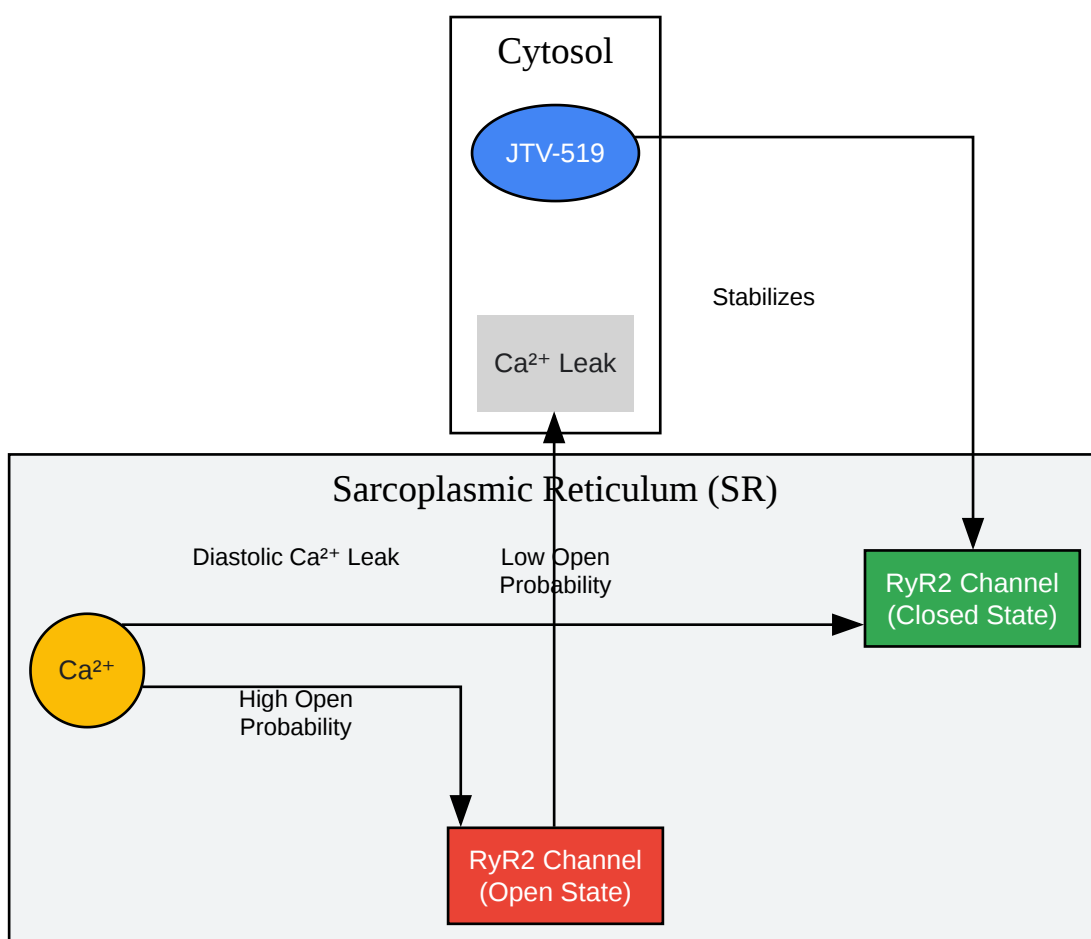 Cytosol
JTV-519
Stabilizes
Ca²⁺ Leak
Sarcoplasmic Reticulum (SR)
Diastolic Ca²⁺ Leak
Low Open
Probability
RyR2 Channel
(Closed State)
Ca²⁺
High Open
Probability
RyR2 Channel
(Open State)